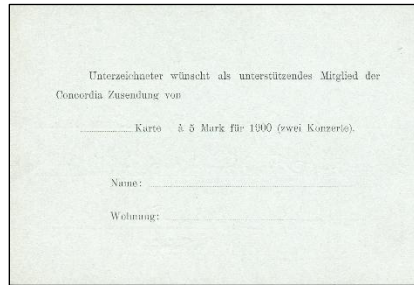 Unterzeichneter wünscht als unterstützendes Mitglied der
Concordia Zusendung von
Karte à 5 Mark für 1900 (zwei Konzerte).
Name:
Wohnung: